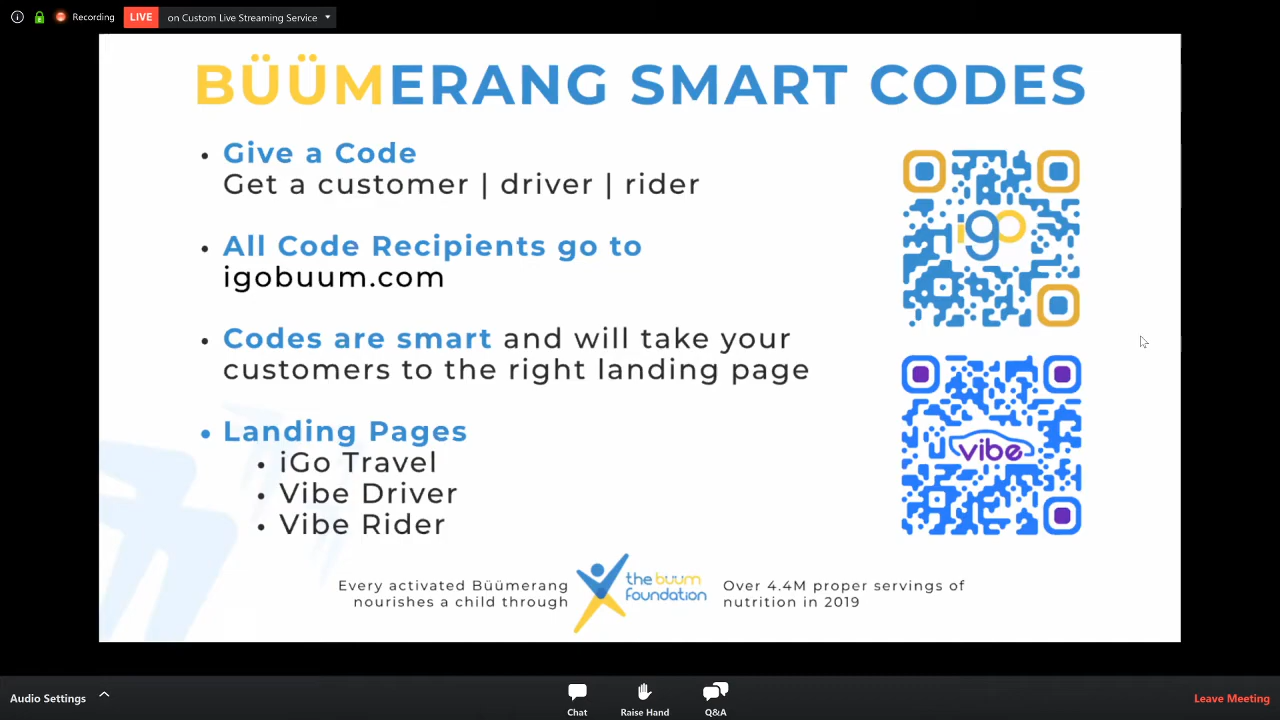 Recording
LIVE
on Custom Live Streaming Service
BÜÜMERANG SMART CODES
• Give a Code
Get a customer | driver | rider
• All Code Recipients go to
igobuum.com
• Codes are smart and will take your
customers to the right landing page
• Landing Pages
• iGo Travel
• Vibe Driver
• Vibe Rider
igo
vibe
Every activated Büümerang
nourishes a child through
the buum
foundation
Over 4.4M proper servings of
nutrition in 2019
Audio Settings
Chat
Raise Hand
Q&A
Leave Meeting